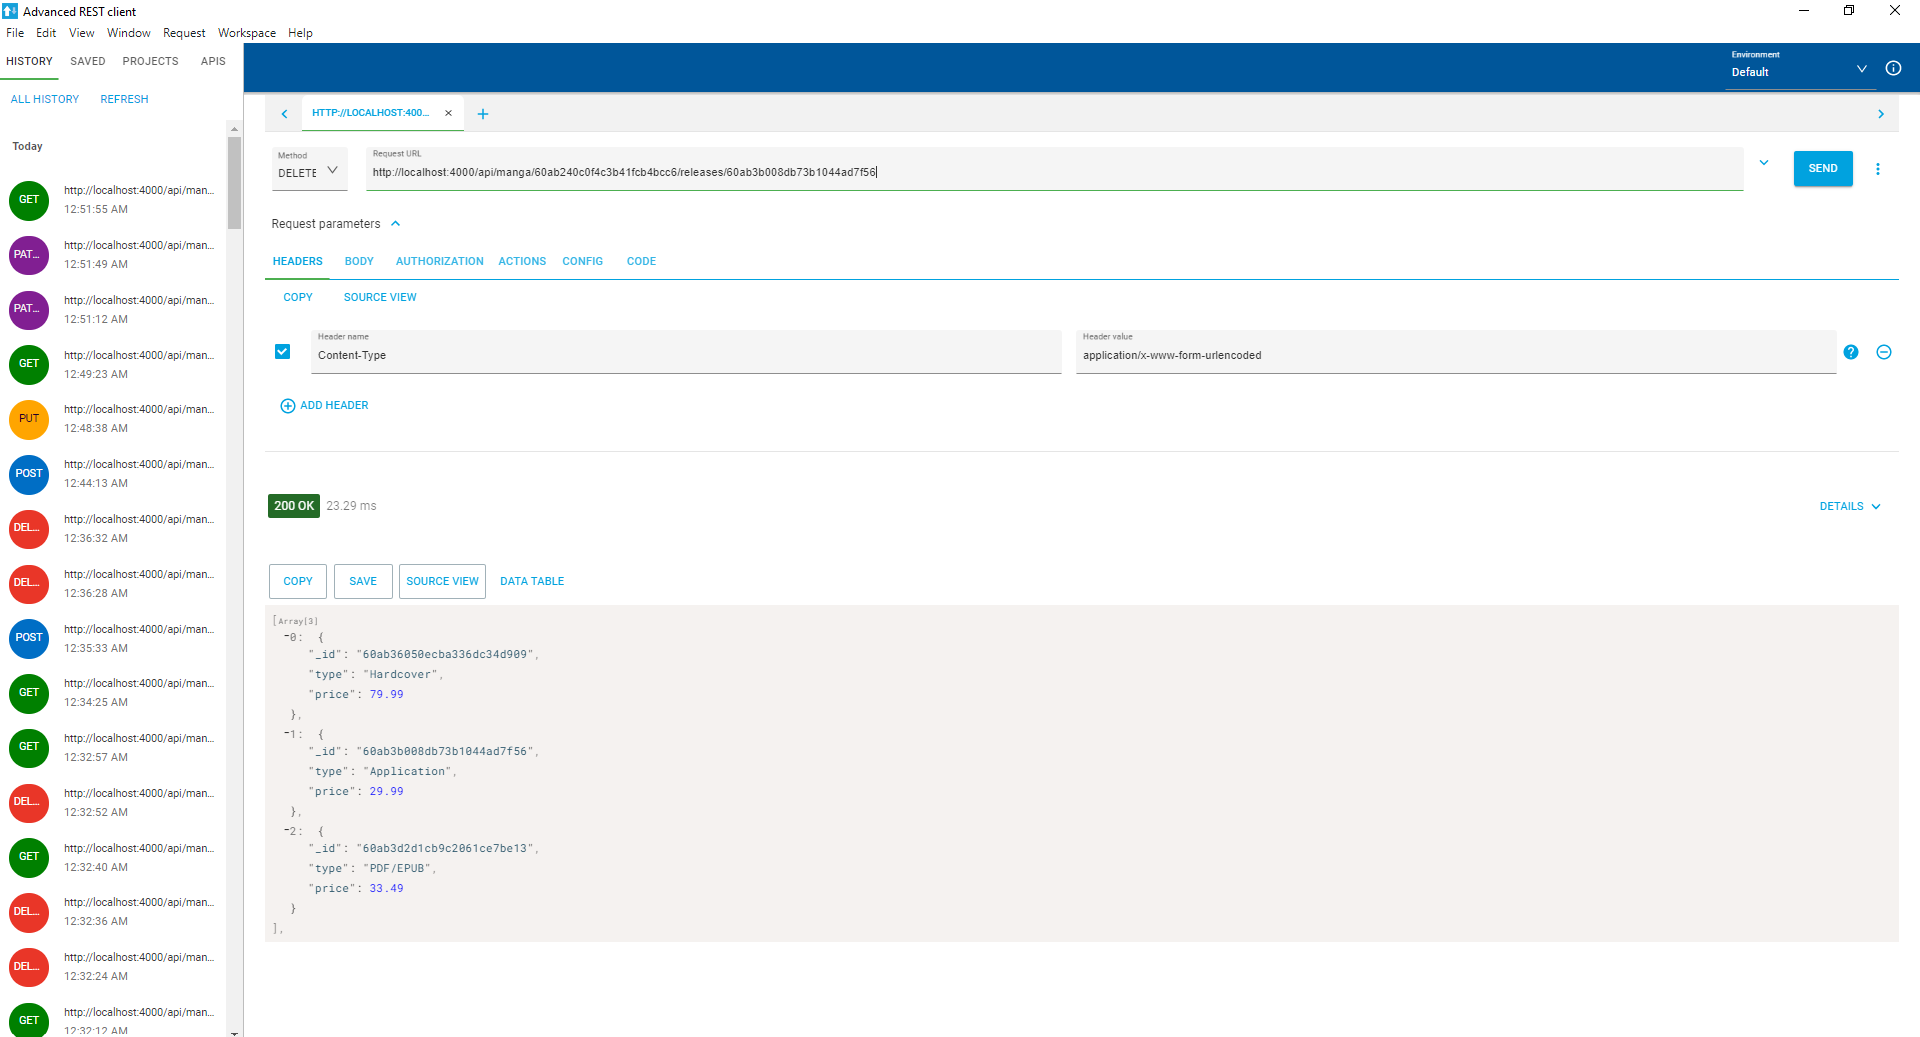 Advanced REST client
File Edit View Window Request Workspace Help
HISTORY SAVED PROJECTS APIS
ALL HISTORY REFRESH
Today
GET http://localhost:4000/api/man...
12:51:55 AM
PAT... http://localhost:4000/api/man...
12:51:49 AM
PAT... http://localhost:4000/api/man...
12:51:12 AM
GET http://localhost:4000/api/man...
12:49:23 AM
PUT http://localhost:4000/api/man...
12:48:38 AM
POST http://localhost:4000/api/man...
12:44:13 AM
DEL... http://localhost:4000/api/man...
12:36:32 AM
DEL... http://localhost:4000/api/man...
12:36:28 AM
POST http://localhost:4000/api/man...
12:35:33 AM
GET http://localhost:4000/api/man...
12:34:25 AM
GET http://localhost:4000/api/man...
12:32:57 AM
DEL... http://localhost:4000/api/man...
12:32:52 AM
GET http://localhost:4000/api/man...
12:32:40 AM
DEL... http://localhost:4000/api/man...
12:32:36 AM
DEL... http://localhost:4000/api/man...
12:32:24 AM
GET http://localhost:4000/api/man...
12:32:12 AM
Environment
Default
HTTP://LOCALHOST:400...
Method
DELETE
Request URL
http://localhost:4000/api/manga/60ab240c0f4c3b41fcb4bcc6/releases/60ab3b008db73b1044ad7f56
SEND
Request parameters
HEADERS BODY AUTHORIZATION ACTIONS CONFIG CODE
COPY SOURCE VIEW
Header name
Content-Type
Header value
application/x-www-form-urlencoded
ADD HEADER
200 OK 23.29 ms
DETAILS
COPY SAVE SOURCE VIEW DATA TABLE
[Array[3]
-0: {
"_id": "60ab36050ecba336dc34d909",
"type": "Hardcover",
"price": 79.99
},
-1: {
"_id": "60ab3b008db73b1044ad7f56",
"type": "Application",
"price": 29.99
},
-2: {
"_id": "60ab3d2d1cb9c2061ce7be13",
"type": "PDF/EPUB",
"price": 33.49
}
],